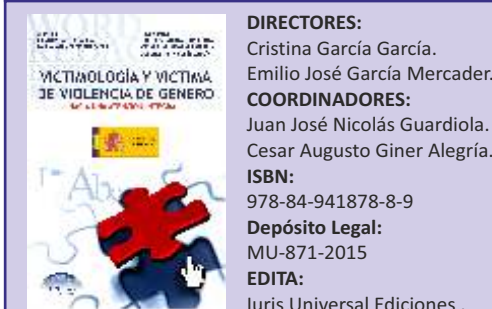 VICTIMOLOGÍA Y VICTIMA
DE VIOLENCIA DE GENERO
DIRECTORES:
Cristina García García.
Emilio José García Mercader.
COORDINADORES:
Juan José Nicolás Guardiola.
Cesar Augusto Giner Alegría.
ISBN:
978-84-941878-8-9
Depósito Legal:
MU-871-2015
EDITA:
Iuris Universal Ediciones .